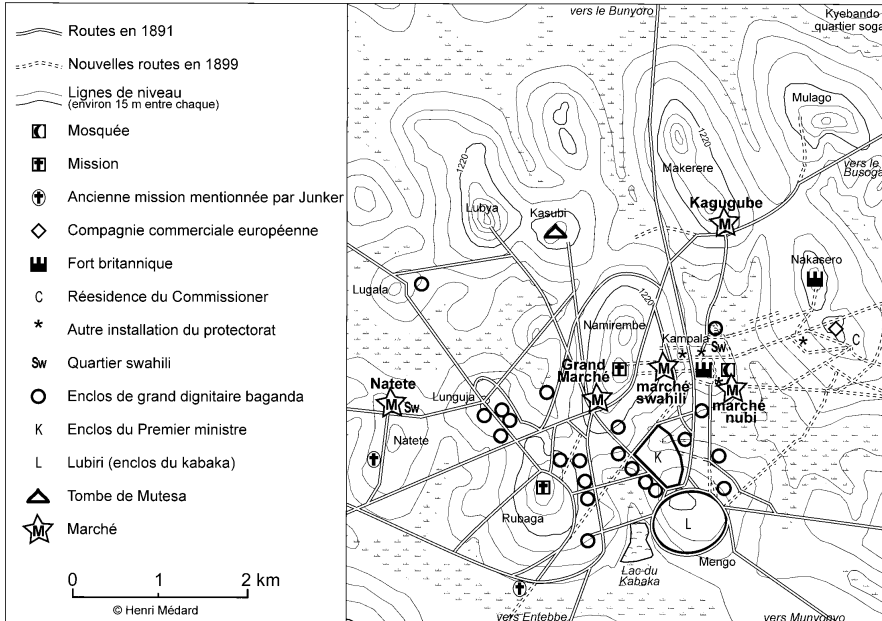 Routes en 1891
Nouvelles routes en 1899
Lignes de niveau
(environ 15 m entre chaque)
Mosquée
Mission
Ancienne mission mentionnée par Junker
Compagnie commerciale européenne
Fort britannique
C Réesidence du Commissioner
* Autre installation du protectorat
Sw Quartier swahili
Enclos de grand dignitaire baganda
K Enclos du Premier ministre
L Lubiri (enclos du kabaka)
Tombe de Mutesa
M Marché
0 1 2 km
© Henri Médard
vers le Bunyoro
Kyebando
quartier soga
Mulago
1220
Makerere
vers le
Busoga
1220
Lubya
Kasubi
Kagugube
M
Nakasero
Lugala
1220
Namirembe
Kampala
*
*
*
C
Sw
Grand
Marché
M
M
marché
swahili
*
M
marché
nubi
Natete
M
Sw
Lunguja
Natete
K
Rubaga
L
Mengo
Lac du
Kabaka
vers Entebbe
vers Munyonyo